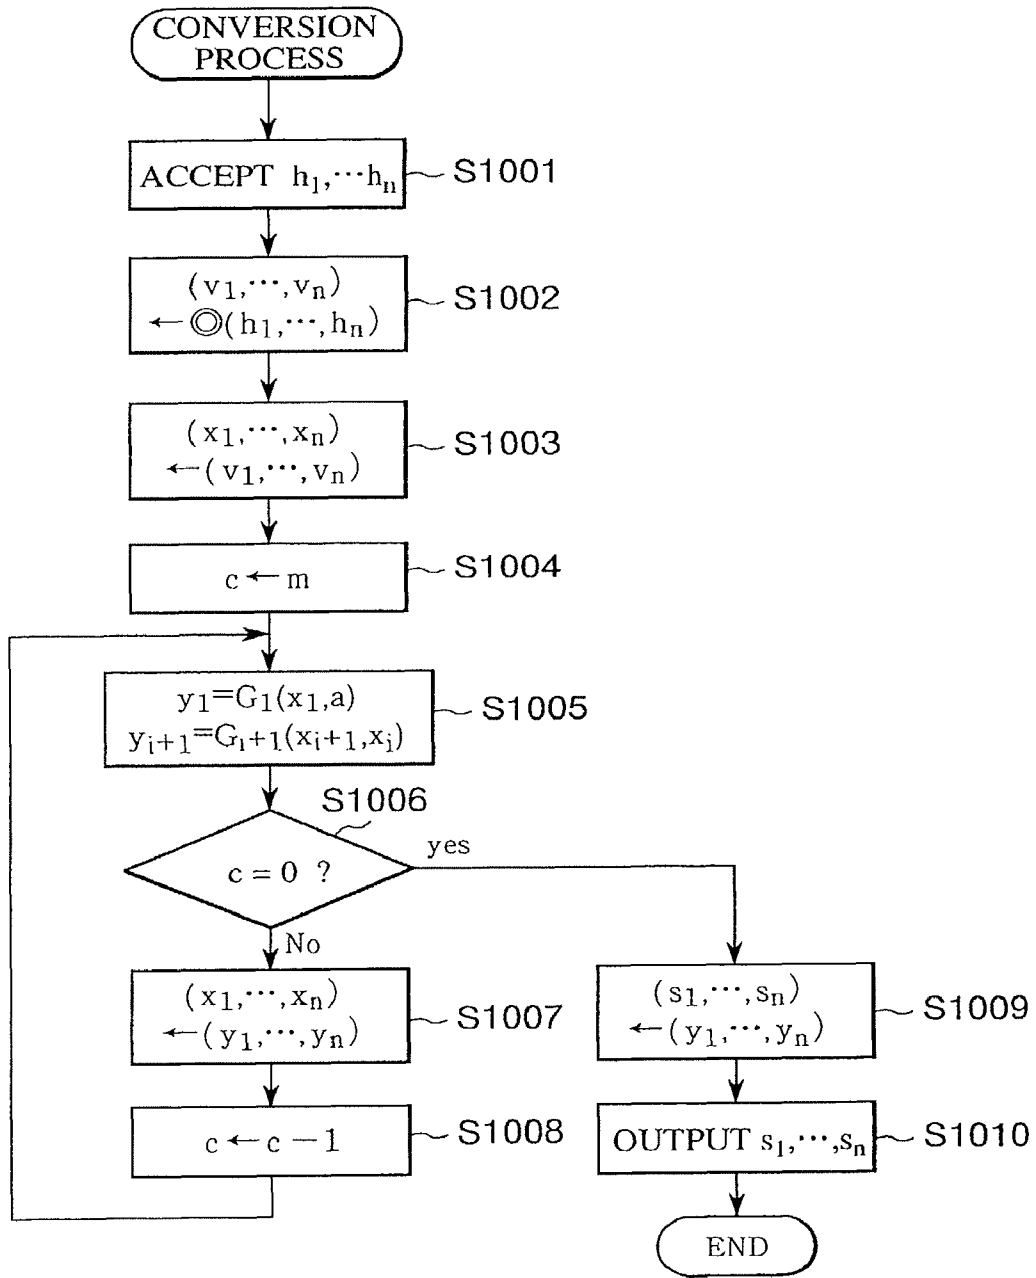 CONVERSION
PROCESS
ACCEPT h₁,⋯hₙ
S1001
(v₁,⋯,vₙ)
←◎(h₁,⋯,hₙ)
S1002
(x₁,⋯,xₙ)
←(v₁,⋯,vₙ)
S1003
c←m
S1004
y₁=G₁(x₁,a)
yᵢ₊₁=Gᵢ₊₁(xᵢ₊₁,xᵢ)
S1005
S1006
c=0 ?
yes
No
(x₁,⋯,xₙ)
←(y₁,⋯,yₙ)
S1007
c←c-1
S1008
(s₁,⋯,sₙ)
←(y₁,⋯,yₙ)
S1009
OUTPUT s₁,⋯,sₙ
S1010
END